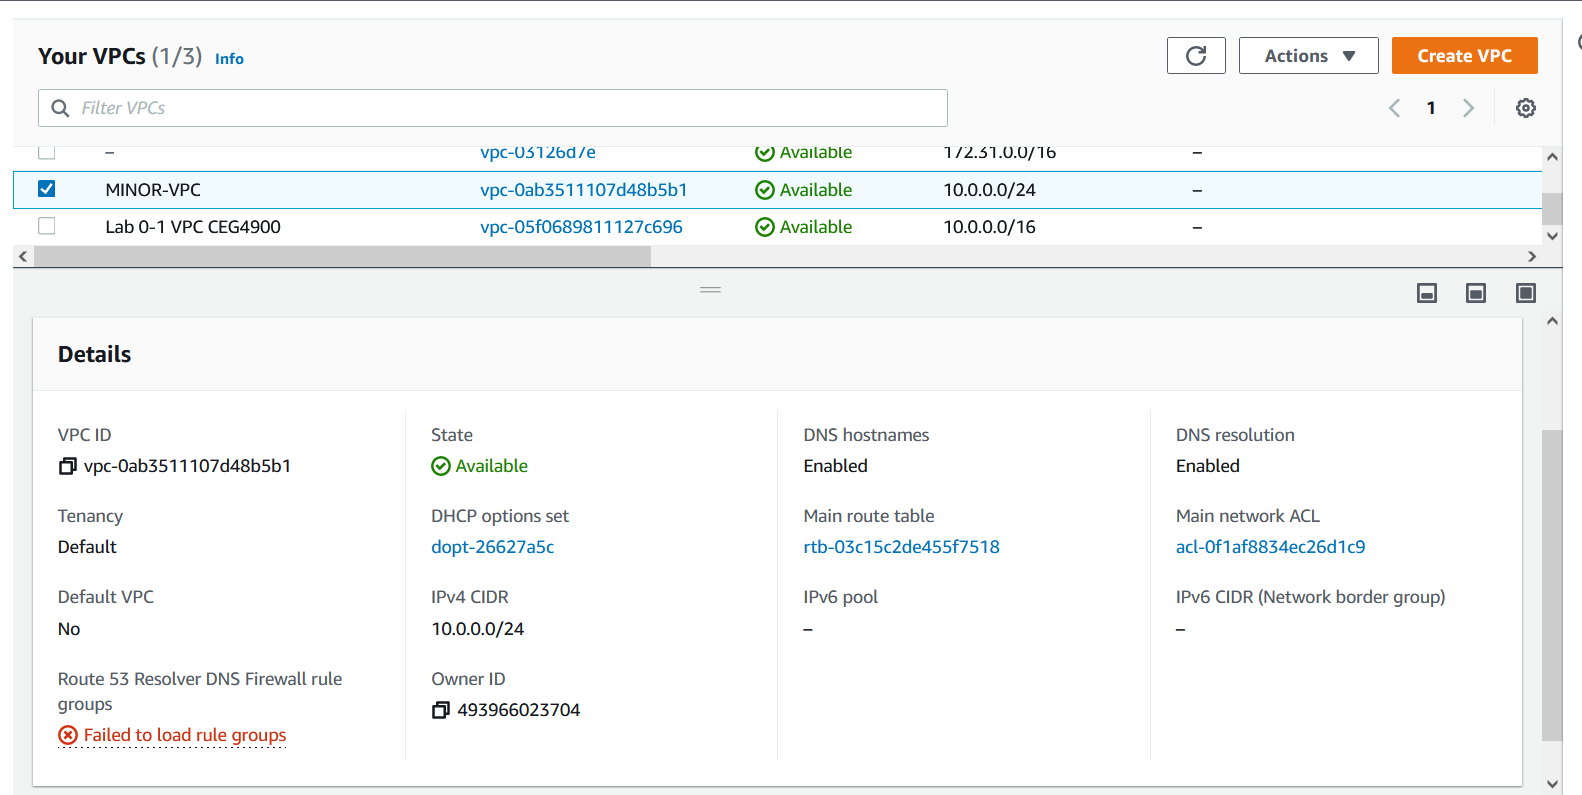 Your VPCs (1/3) Info
Actions ▼
Create VPC
Filter VPCs
1
– vpc-03126d7e Available 172.31.0.0/16 –
MINOR-VPC vpc-0ab3511107d48b5b1 Available 10.0.0.0/24 –
Lab 0-1 VPC CEG4900 vpc-05f0689811127c696 Available 10.0.0.0/16 –
Details
VPC ID State DNS hostnames DNS resolution
vpc-0ab3511107d48b5b1 Available Enabled Enabled
Tenancy DHCP options set Main route table Main network ACL
Default dopt-26627a5c rtb-03c15c2de455f7518 acl-0f1af8834ec26d1c9
Default VPC IPv4 CIDR IPv6 pool IPv6 CIDR (Network border group)
No 10.0.0.0/24 – –
Route 53 Resolver DNS Firewall rule Owner ID
groups
493966023704
Failed to load rule groups